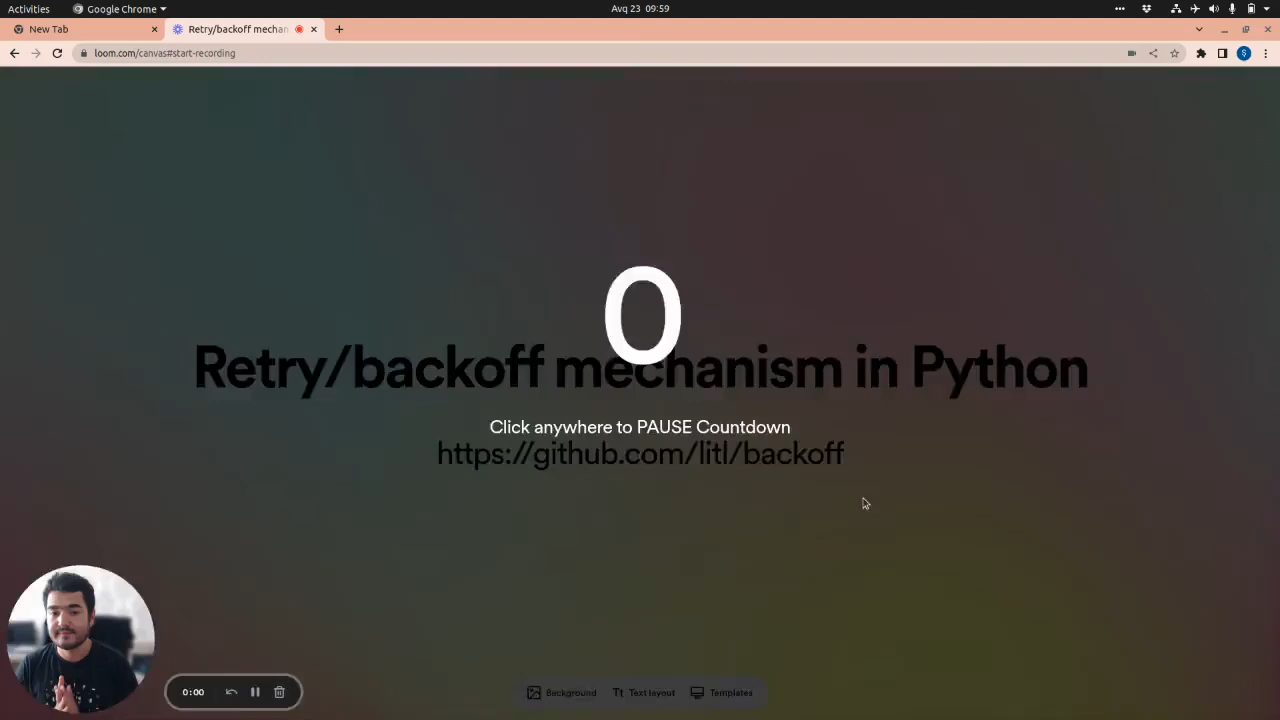 Activities
Google Chrome
Avq 23 09:59
New Tab
Retry/backoff mechan
loom.com/canvas#start-recording
S
0
Retry/backoff mechanism in Python
Click anywhere to PAUSE Countdown
https://github.com/litl/backoff
0:00
Background
Tt Text layout
Templates